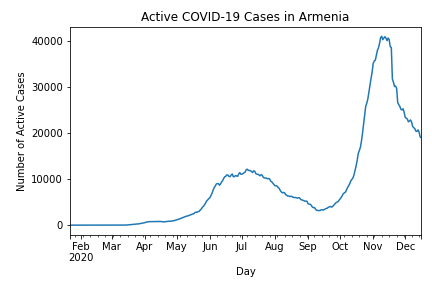 Active COVID-19 Cases in Armenia
Number of Active Cases
40000
30000
20000
10000
0
Feb Mar Apr May Jun Jul Aug Sep Oct Nov Dec
2020
Day